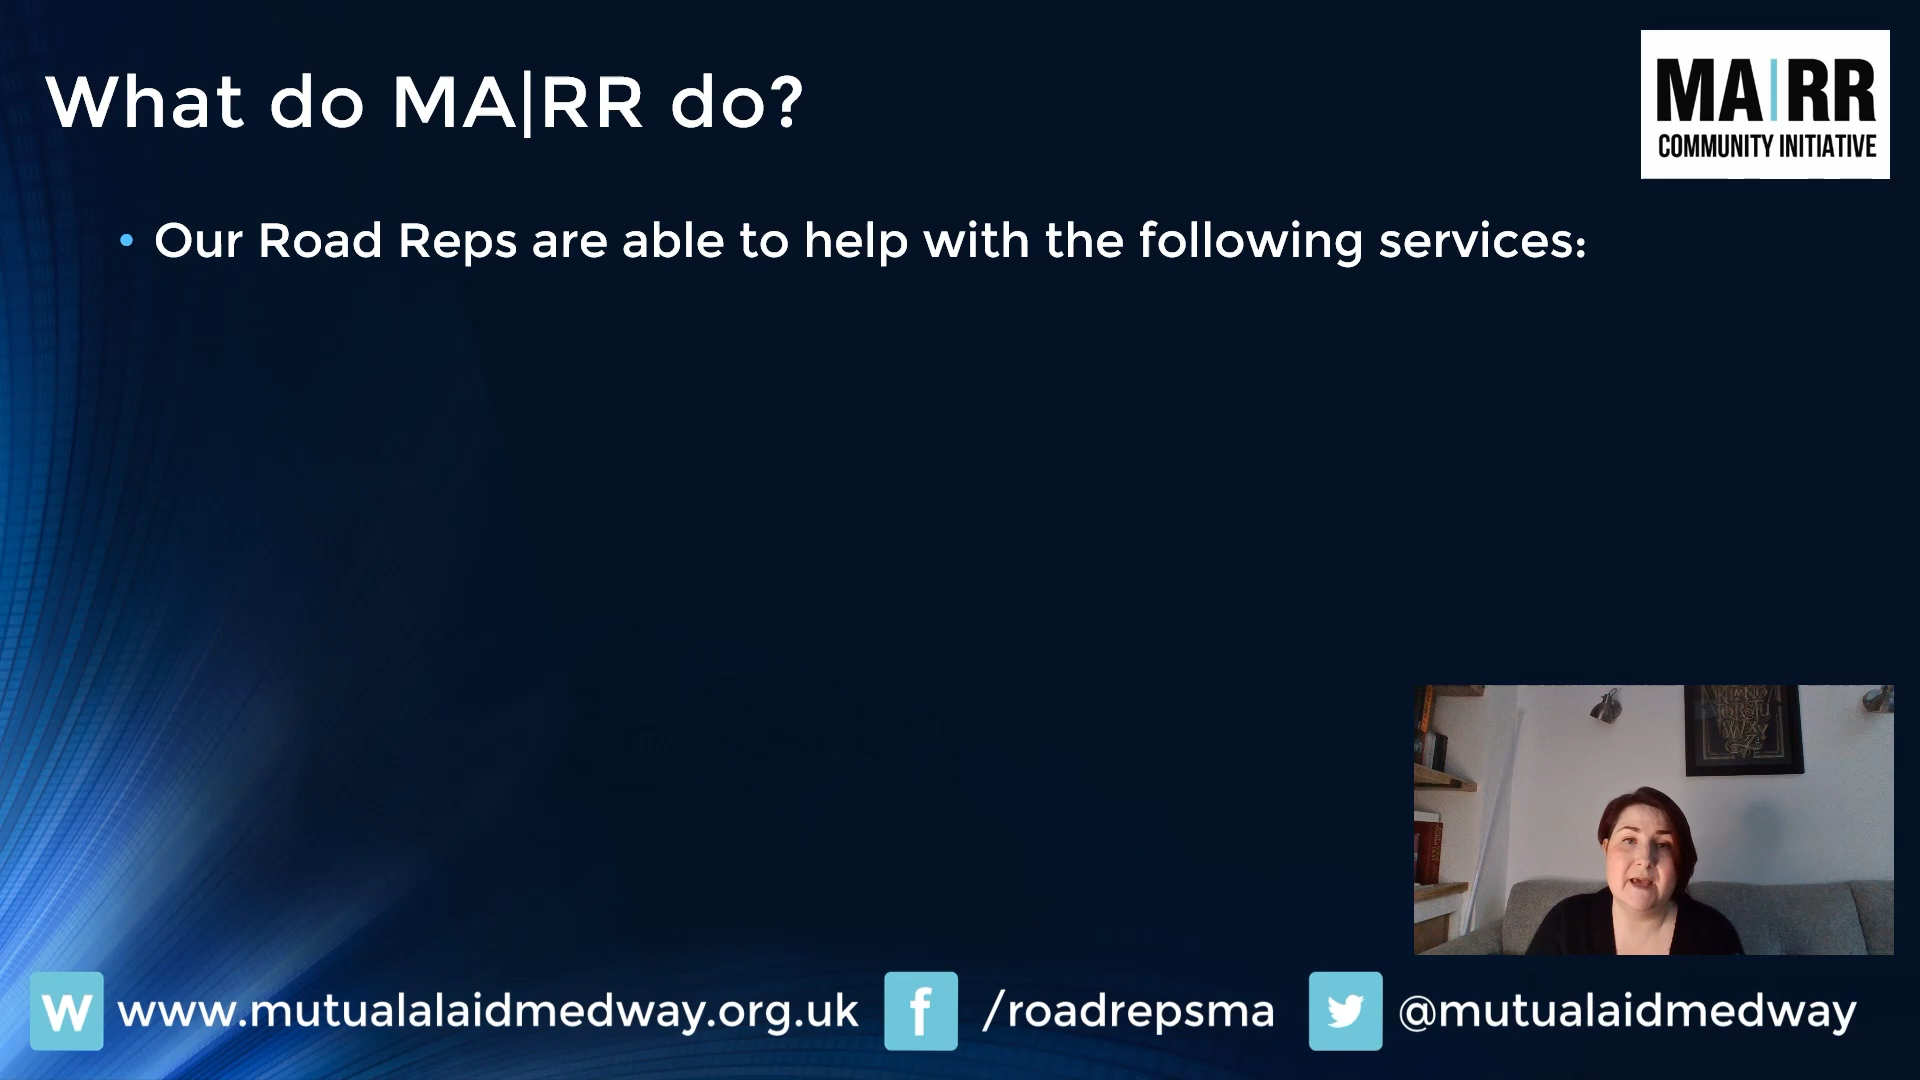 What do MA|RR do?
MA|RR
COMMUNITY INITIATIVE
• Our Road Reps are able to help with the following services:
W www.mutualalaidmedway.org.uk f /roadrepsma @mutualaidmedway